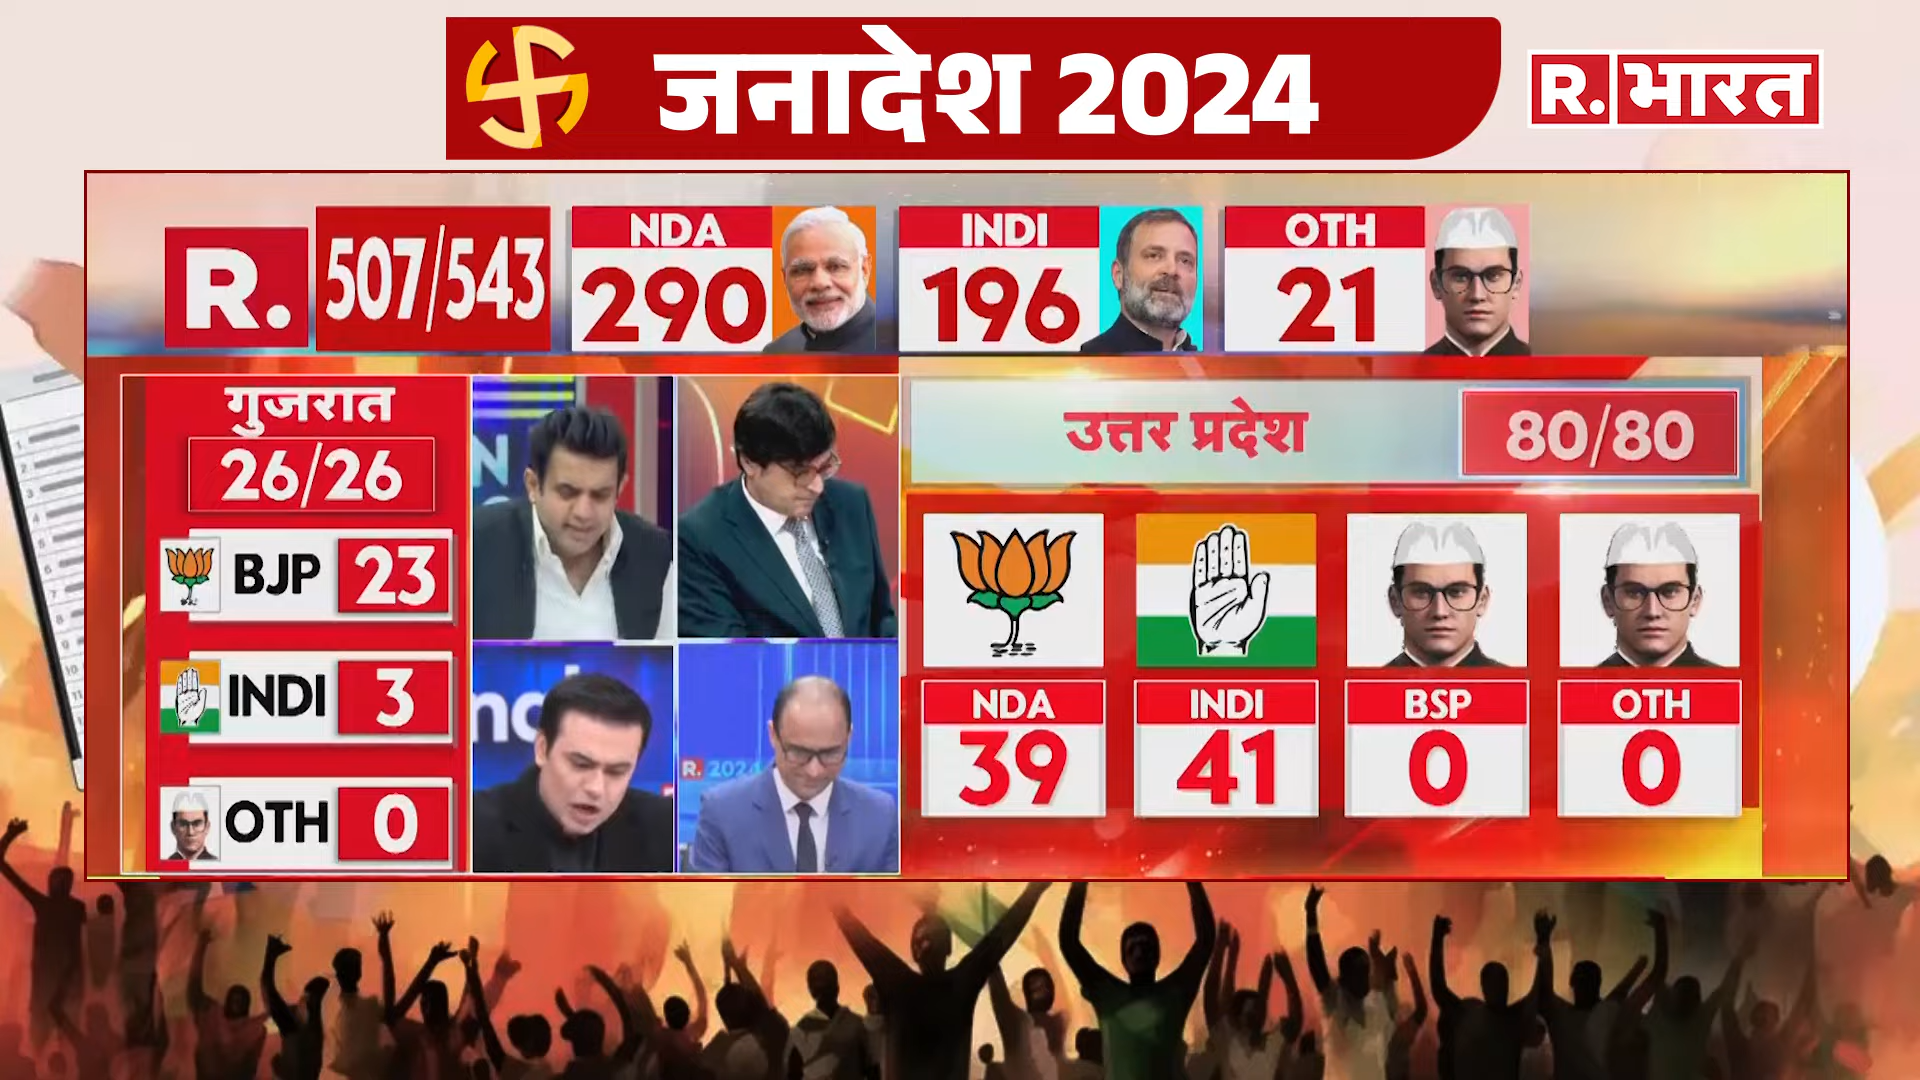 जनादेश 2024
R. भारत
R.
507/543
NDA
290
INDI
196
OTH
21
गुजरात
26/26
BJP 23
INDI 3
OTH 0
N
R. 2024
उत्तर प्रदेश
80/80
NDA
39
INDI
41
BSP
0
OTH
0